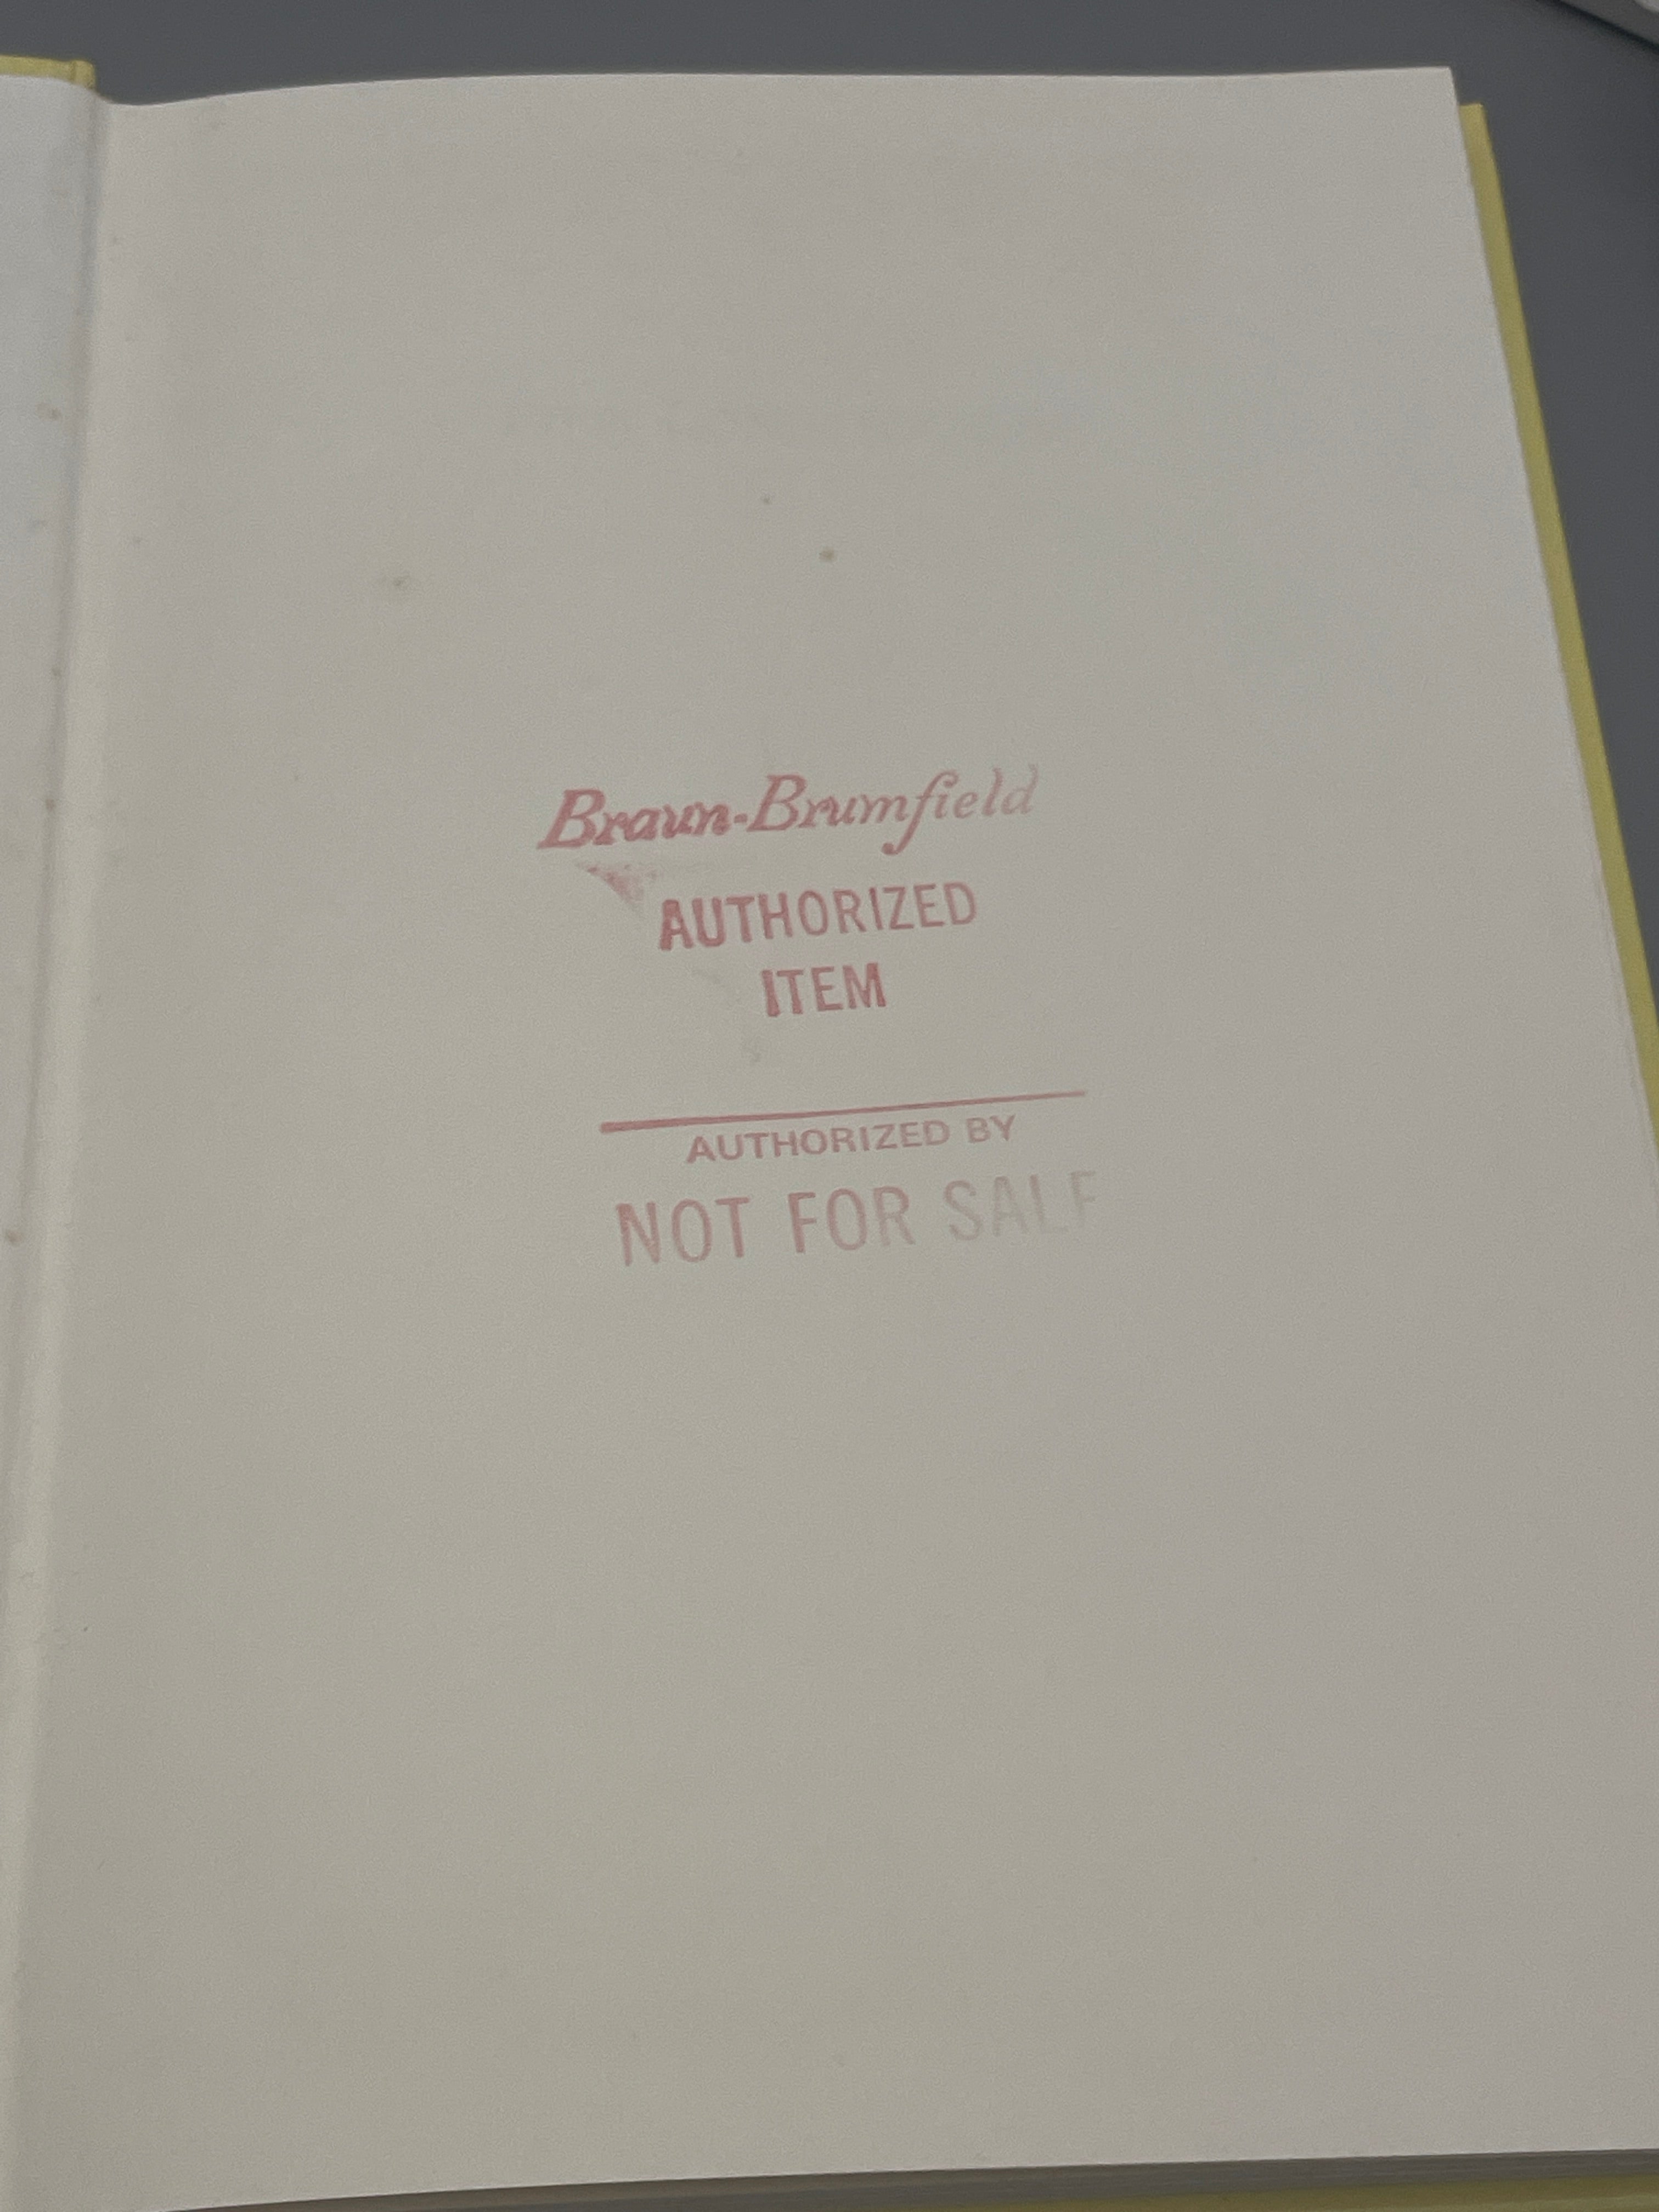 Braun-Brumfield
AUTHORIZED
ITEM
AUTHORIZED BY
NOT FOR SALE